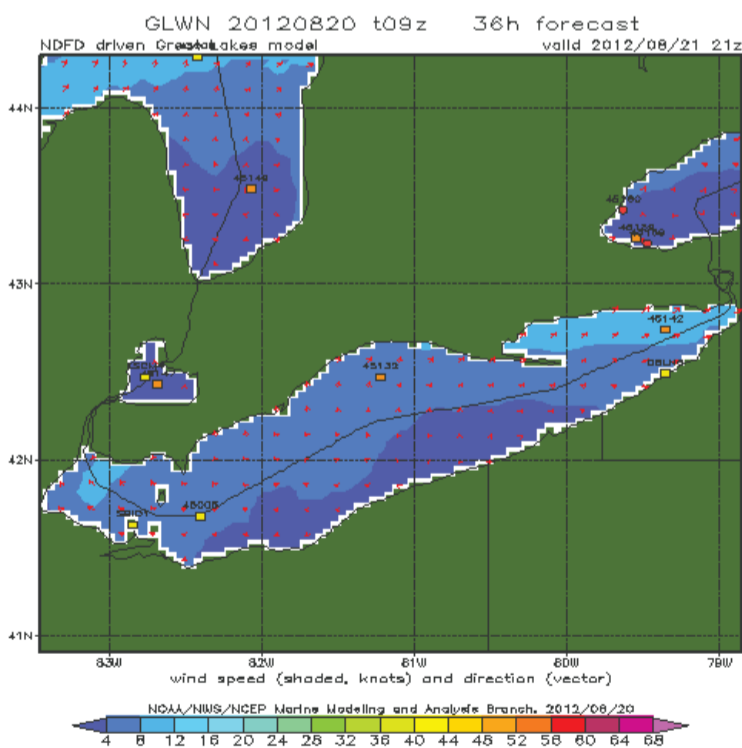 GLWN 20120820 t09z 36h forecast
NDFD driven Great Lakes model valid 2012/08/21 21z
44N
45149
43N
45142
45132
42N
45005
41N
83W 82W 81W 80W 79W
wind speed (shaded, knots) and direction (vector)
NOAA/NWS/NCEP Marine Modeling and Analysis Branch, 2012/08/20
4 8 12 16 20 24 28 32 36 40 44 48 52 56 60 64 68